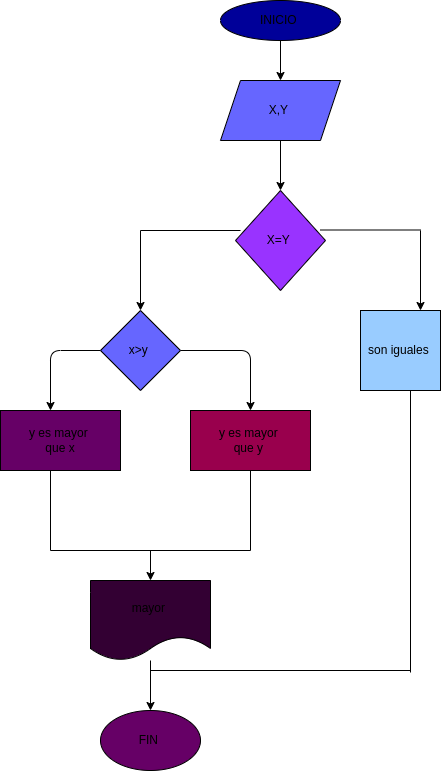 INICIO
X,Y
X=Y
x>y
son iguales
y es mayor
que x
y es mayor
que y
mayor
FIN